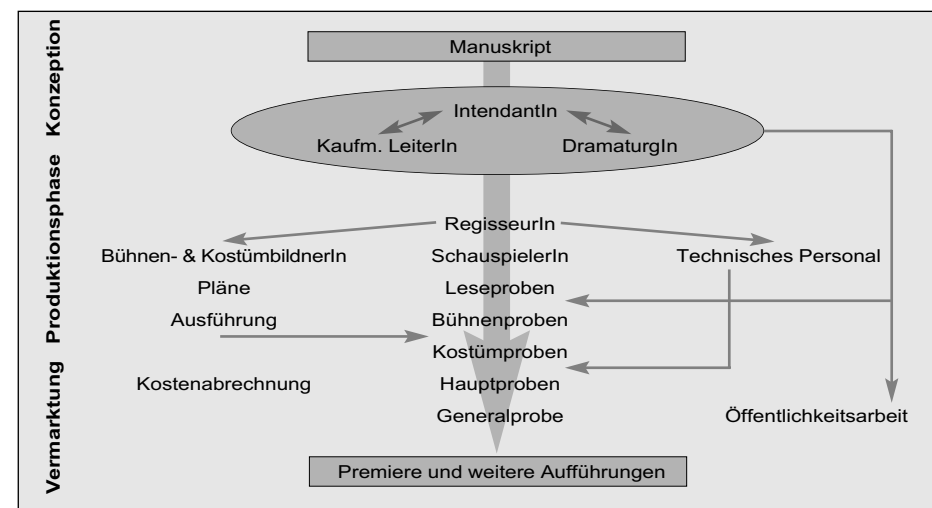 Konzeption
Produktionsphase
Vermarktung
Manuskript
IntendantIn
Kaufm. LeiterIn
DramaturgIn
RegisseurIn
Bühnen- & KostümbildnerIn
SchauspielerIn
Technisches Personal
Pläne
Leseproben
Ausführung
Bühnenproben
Kostümproben
Kostenabrechnung
Hauptproben
Generalprobe
Öffentlichkeitsarbeit
Premiere und weitere Aufführungen